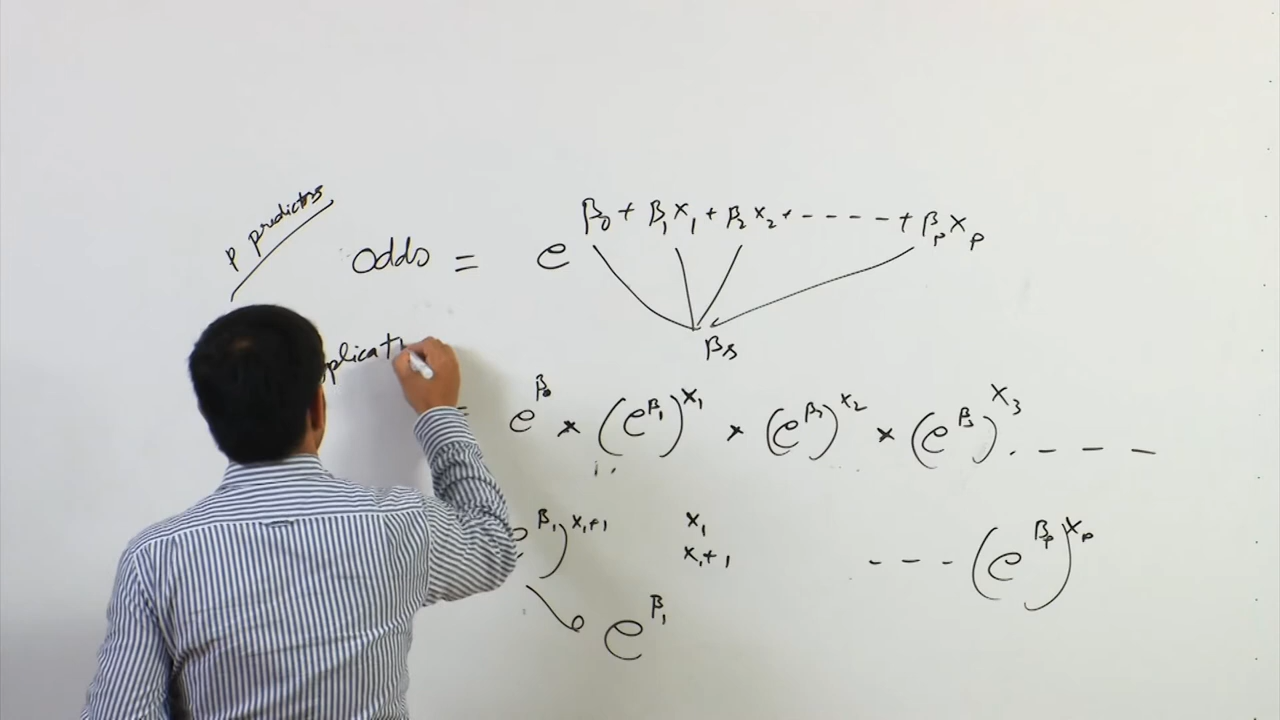 P predictors
odds = e^{β₀ + β₁x₁ + β₂x₂ + - - - - - + βₚxₚ}
βs
plicat
= e^{β₀} × (e^{β₁})^{x₁} × (e^{β₂})^{x₂} × (e^{β₃})^{x₃} . - - -
e^{β₁})^{x₁+1} x₁
x₁+1 - - - (e^{βₚ})^{xₚ}
e^{β₁}